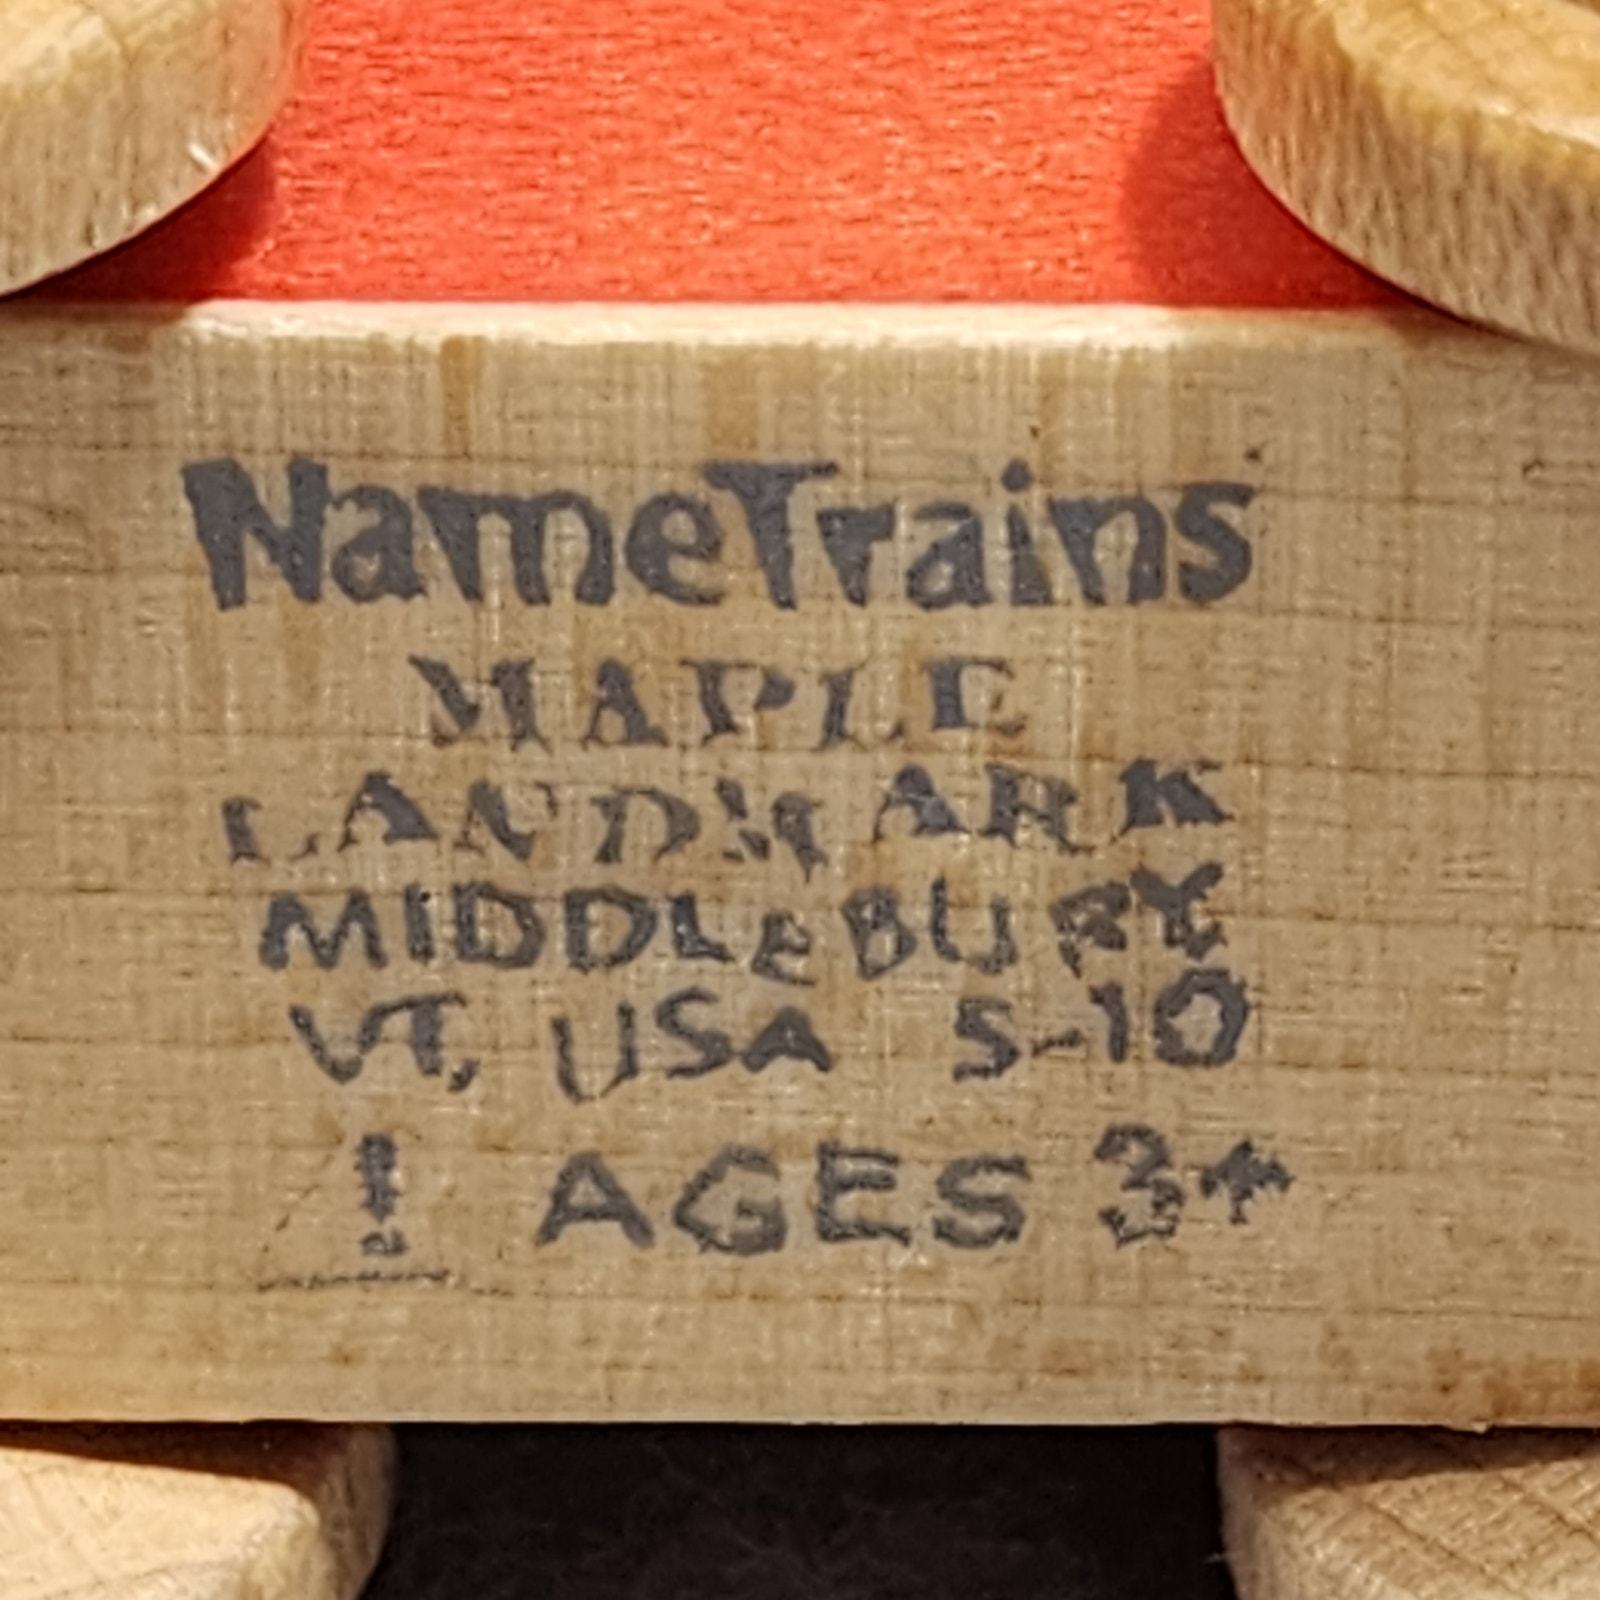 NameTrains
MAPLE
LANDMARK
MIDDLEBURY
VT, USA 5-10
! AGES 3+